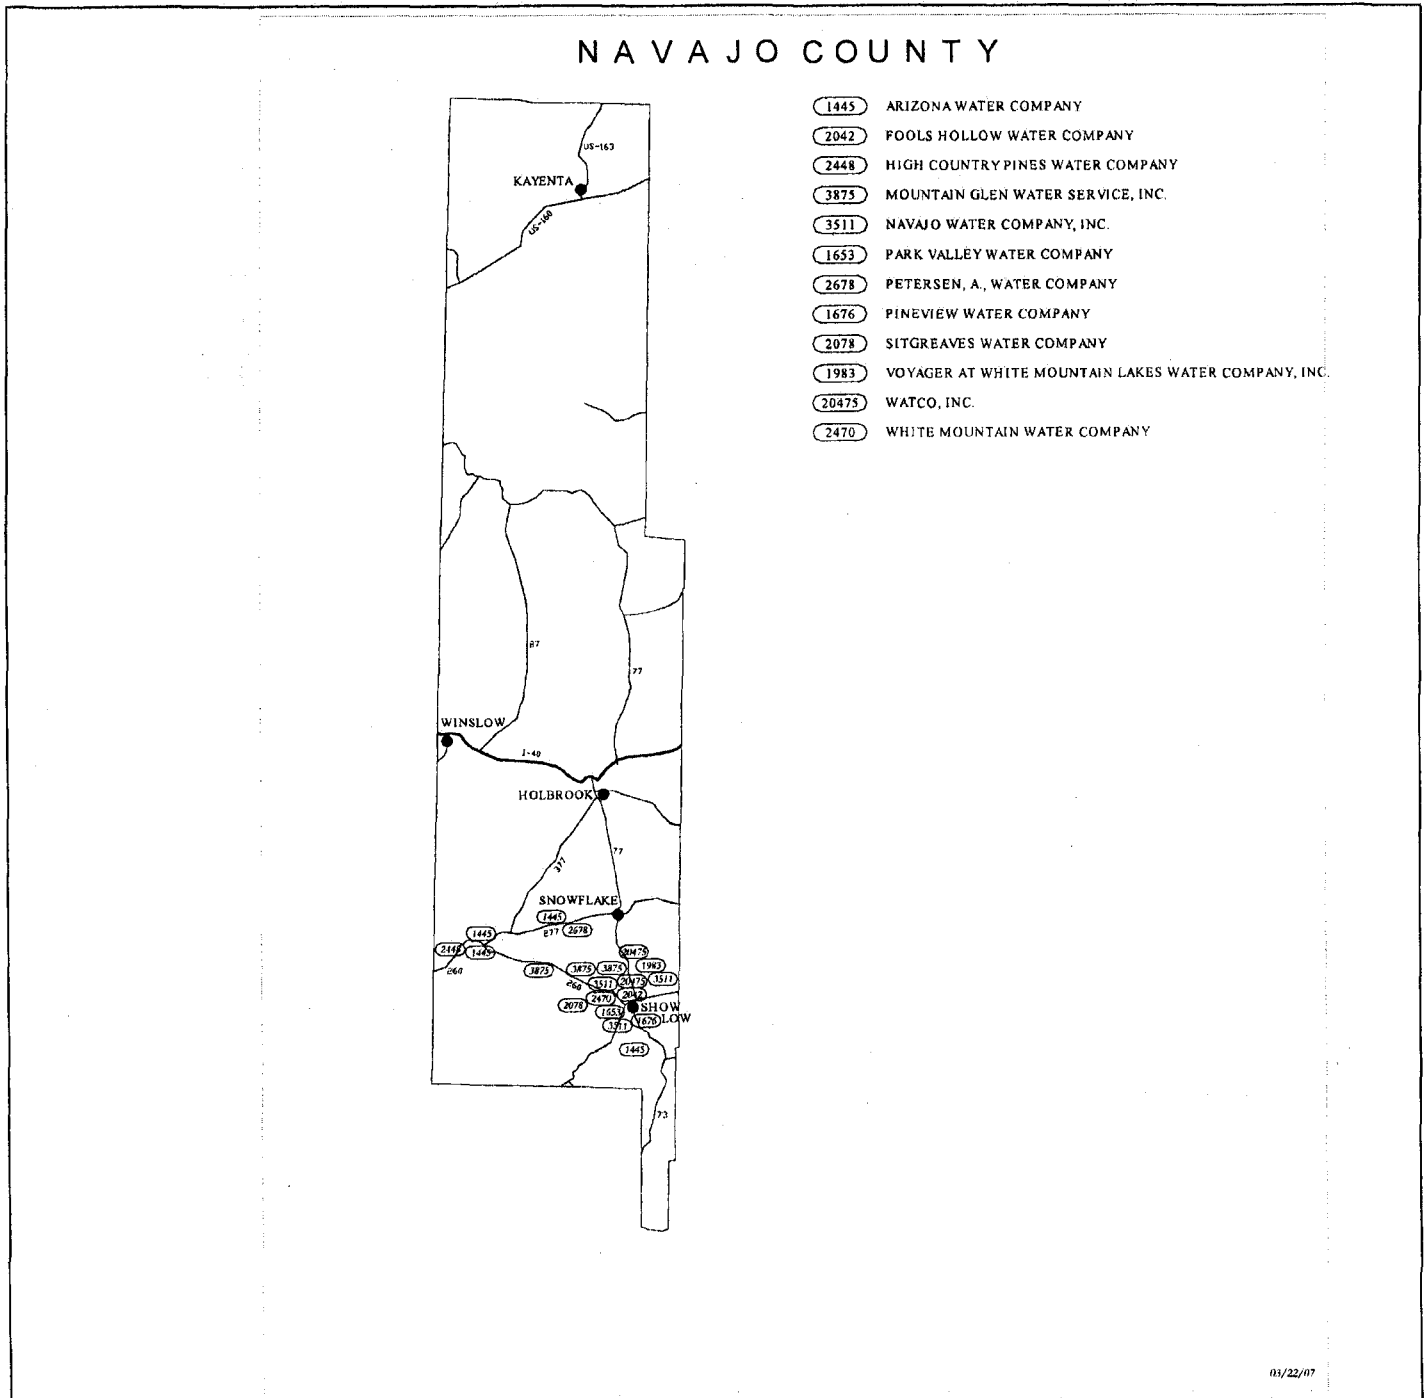 NAVAJO COUNTY
1445 ARIZONA WATER COMPANY
2042 FOOLS HOLLOW WATER COMPANY
2448 HIGH COUNTRY PINES WATER COMPANY
3875 MOUNTAIN GLEN WATER SERVICE, INC.
3511 NAVAJO WATER COMPANY, INC.
1653 PARK VALLEY WATER COMPANY
2678 PETERSEN, A., WATER COMPANY
1676 PINEVIEW WATER COMPANY
2078 SITGREAVES WATER COMPANY
1983 VOYAGER AT WHITE MOUNTAIN LAKES WATER COMPANY, INC.
20475 WATCO, INC.
2470 WHITE MOUNTAIN WATER COMPANY
US-163
KAYENTA
US-160
87
77
WINSLOW
I-40
HOLBROOK
77
377
SNOWFLAKE
1445
277
2678
1445
2448
1445
260
20475
3875
3875
3875
1983
3511
20475
3511
260
2042
2470
2078
SHOW
LOW
1653
1676
3511
1445
73
03/22/07